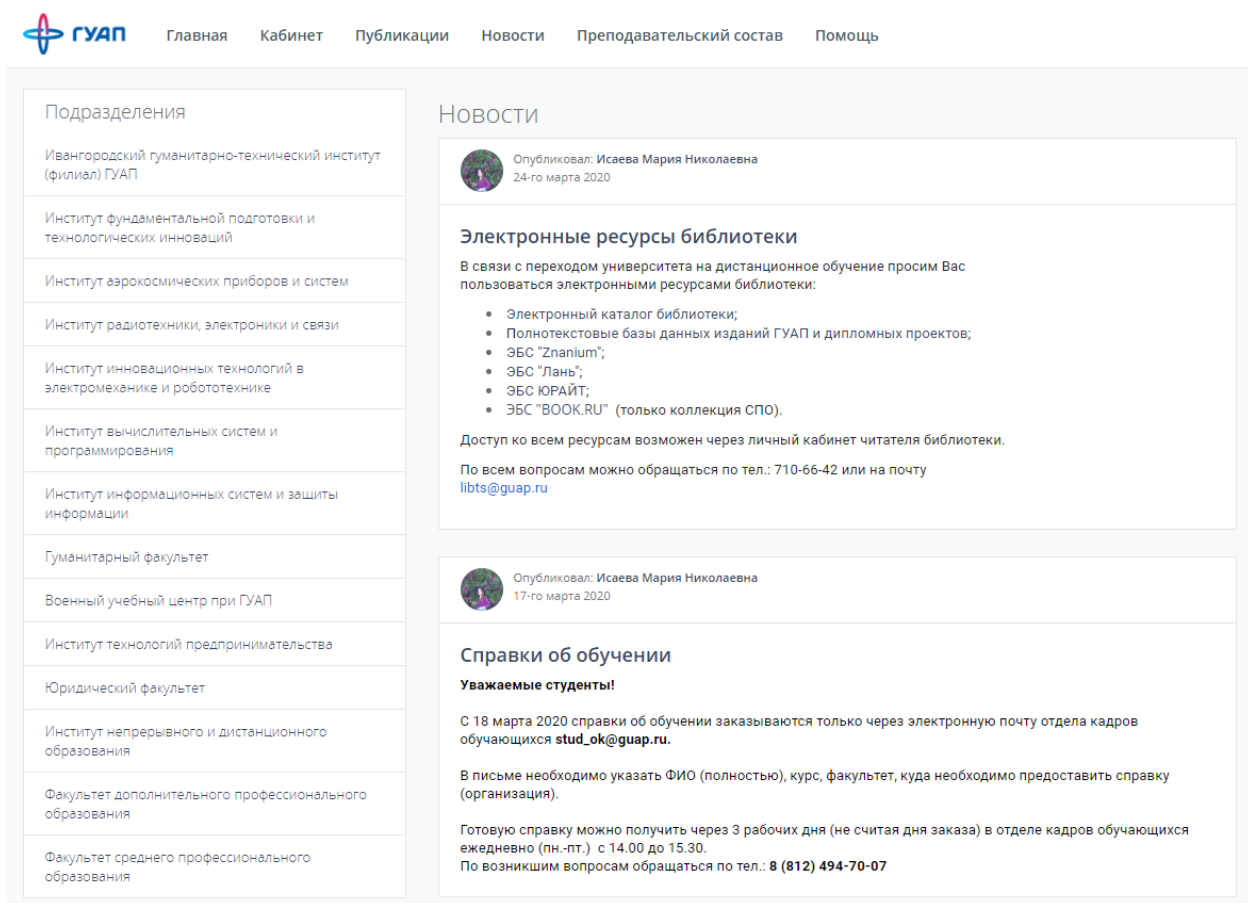 ГУАП
Главная
Кабинет
Публикации
Новости
Преподавательский состав
Помощь
Подразделения
Ивангородский гуманитарно-технический институт
(филиал) ГУАП
Институт фундаментальной подготовки и
технологических инноваций
Институт аэрокосмических приборов и систем
Институт радиотехники, электроники и связи
Институт инновационных технологий в
электромеханике и робототехнике
Институт вычислительных систем и
программирования
Институт информационных систем и защиты
информации
Гуманитарный факультет
Военный учебный центр при ГУАП
Институт технологий предпринимательства
Юридический факультет
Институт непрерывного и дистанционного
образования
Факультет дополнительного профессионального
образования
Факультет среднего профессионального
образования
Новости
Опубликовал: Исаева Мария Николаевна
24-го марта 2020
Электронные ресурсы библиотеки
В связи с переходом университета на дистанционное обучение просим Вас
пользоваться электронными ресурсами библиотеки:
• Электронный каталог библиотеки;
• Полнотекстовые базы данных изданий ГУАП и дипломных проектов;
• ЭБС "Znanium";
• ЭБС "Лань";
• ЭБС ЮРАЙТ;
• ЭБС "BOOK.RU" (только коллекция СПО).
Доступ ко всем ресурсам возможен через личный кабинет читателя библиотеки.
По всем вопросам можно обращаться по тел.: 710-66-42 или на почту
libts@guap.ru
Опубликовал: Исаева Мария Николаевна
17-го марта 2020
Справки об обучении
Уважаемые студенты!
С 18 марта 2020 справки об обучении заказываются только через электронную почту отдела кадров
обучающихся stud_ok@guap.ru.
В письме необходимо указать ФИО (полностью), курс, факультет, куда необходимо предоставить справку
(организация).
Готовую справку можно получить через 3 рабочих дня (не считая дня заказа) в отделе кадров обучающихся
ежедневно (пн.-пт.) с 14.00 до 15.30.
По возникшим вопросам обращаться по тел.: 8 (812) 494-70-07